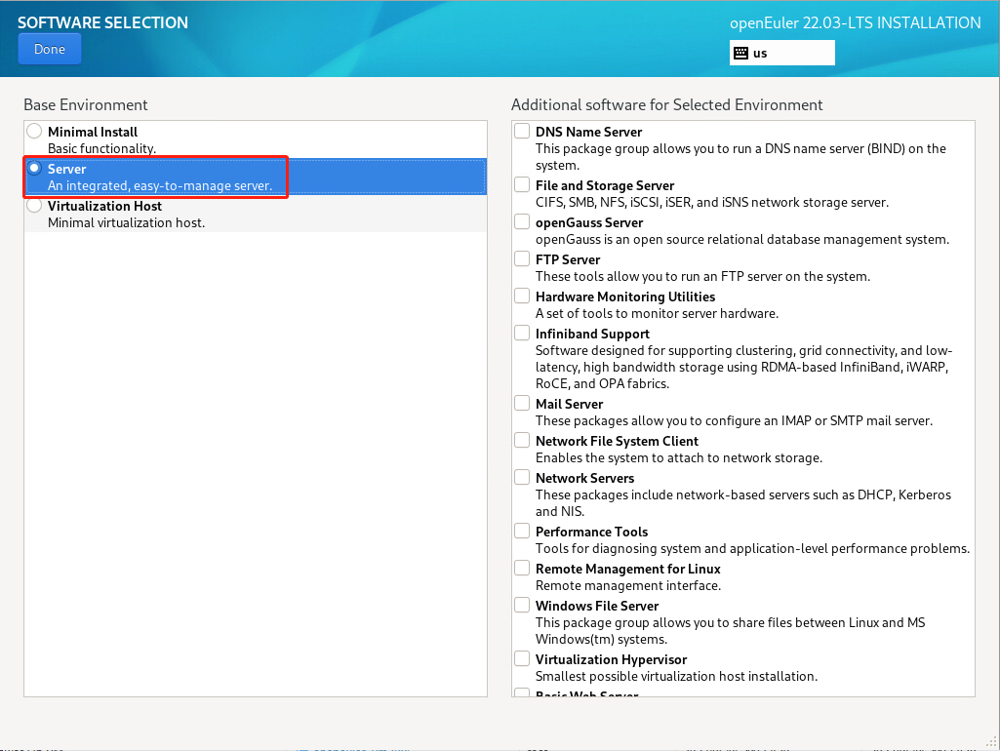 SOFTWARE SELECTION
openEuler 22.03-LTS INSTALLATION
Done
us
Base Environment
Minimal Install
Basic functionality.
Server
An integrated, easy-to-manage server.
Virtualization Host
Minimal virtualization host.
Additional software for Selected Environment
DNS Name Server
This package group allows you to run a DNS name server (BIND) on the
system.
File and Storage Server
CIFS, SMB, NFS, iSCSI, iSER, and iSNS network storage server.
openGauss Server
openGauss is an open source relational database management system.
FTP Server
These tools allow you to run an FTP server on the system.
Hardware Monitoring Utilities
A set of tools to monitor server hardware.
Infiniband Support
Software designed for supporting clustering, grid connectivity, and low-
latency, high bandwidth storage using RDMA-based InfiniBand, iWARP,
RoCE, and OPA fabrics.
Mail Server
These packages allow you to configure an IMAP or SMTP mail server.
Network File System Client
Enables the system to attach to network storage.
Network Servers
These packages include network-based servers such as DHCP, Kerberos
and NIS.
Performance Tools
Tools for diagnosing system and application-level performance problems.
Remote Management for Linux
Remote management interface.
Windows File Server
This package group allows you to share files between Linux and MS
Windows(tm) systems.
Virtualization Hypervisor
Smallest possible virtualization host installation.
Basic Web Server